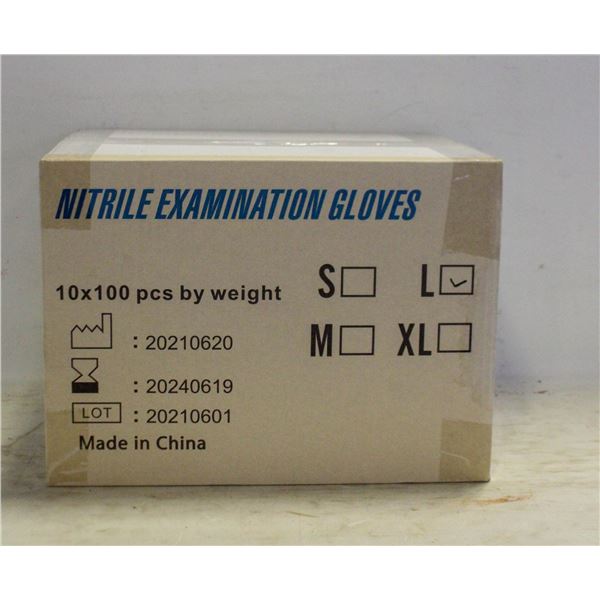 NITRILE EXAMINATION GLOVES
10x100 pcs by weight
S L
M XL
: 20210620
: 20240619
LOT : 20210601
Made in China